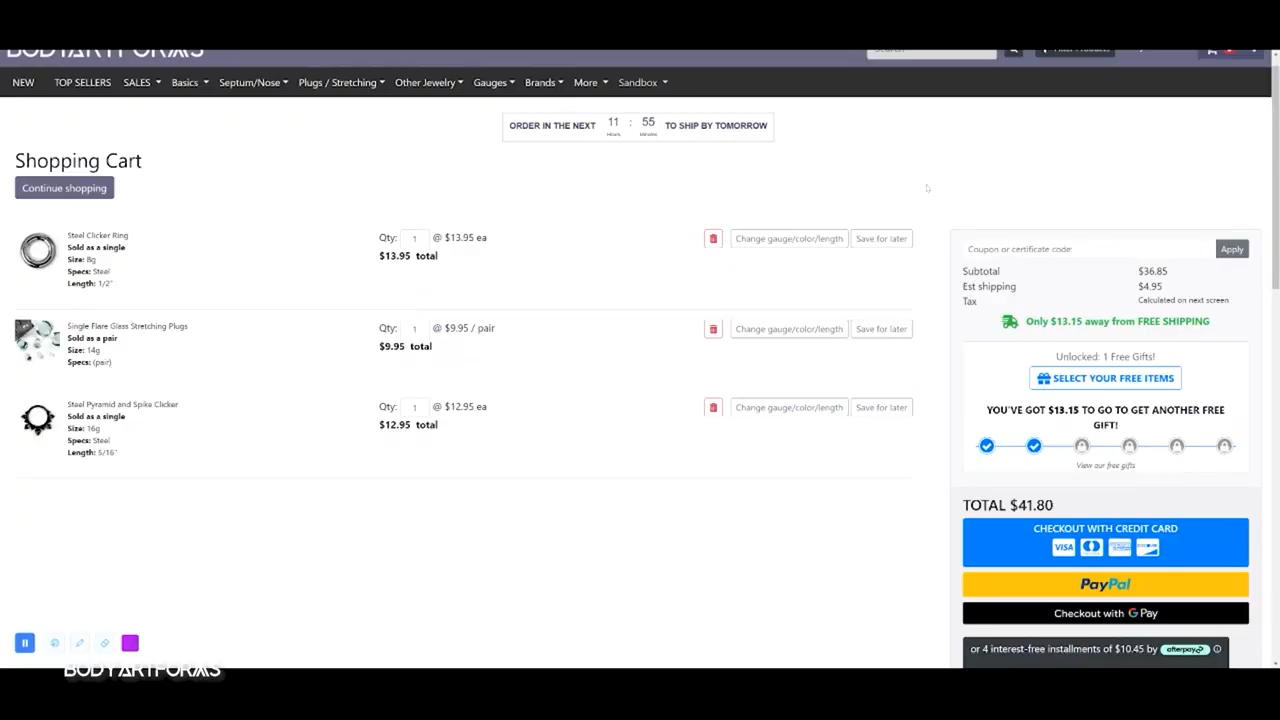 BODYARTFORMS
NEW TOP SELLERS SALES Basics Septum/Nose Plugs / Stretching Other Jewelry Gauges Brands More Sandbox
ORDER IN THE NEXT 11 : 55 TO SHIP BY TOMORROW
Hours Minutes
Shopping Cart
Continue shopping
Steel Clicker Ring
Sold as a single
Size: 8g
Specs: Steel
Length: 1/2"
Qty: 1 @ $13.95 ea
$13.95 total
Change gauge/color/length Save for later
Single Flare Glass Stretching Plugs
Sold as a pair
Size: 14g
Specs: (pair)
Qty: 1 @ $9.95 / pair
$9.95 total
Change gauge/color/length Save for later
Steel Pyramid and Spike Clicker
Sold as a single
Size: 16g
Specs: Steel
Length: 5/16"
Qty: 1 @ $12.95 ea
$12.95 total
Change gauge/color/length Save for later
Coupon or certificate code: Apply
Subtotal $36.85
Est shipping $4.95
Tax Calculated on next screen
Only $13.15 away from FREE SHIPPING
Unlocked: 1 Free Gifts!
SELECT YOUR FREE ITEMS
YOU'VE GOT $13.15 TO GO TO GET ANOTHER FREE
GIFT!
View our free gifts
TOTAL $41.80
CHECKOUT WITH CREDIT CARD
VISA
PayPal
Checkout with G Pay
or 4 interest-free installments of $10.45 by afterpay
BODYARTFORMS